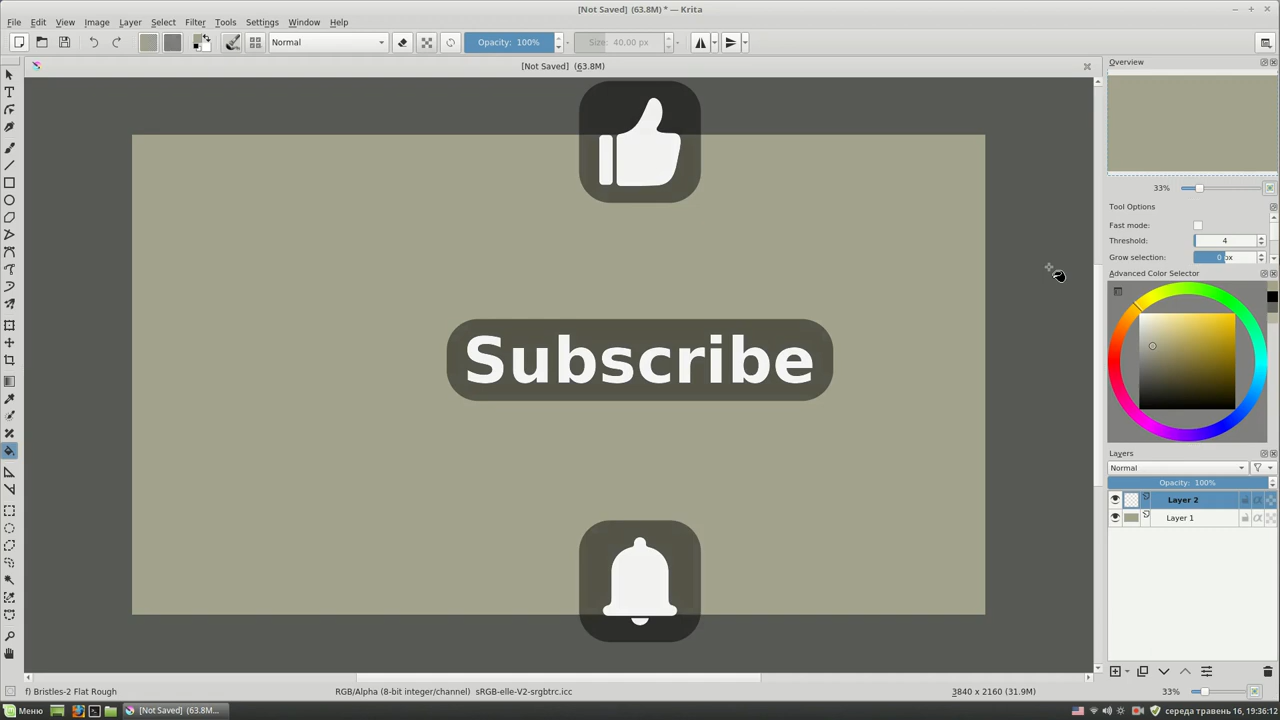 [Not Saved] (63.8M) * — Krita
File Edit View Image Layer Select Filter Tools Settings Window Help
Normal Opacity: 100% Size: 40.00 px
[Not Saved] (63.8M)
Overview
33%
Tool Options
Fast mode:
Threshold: 4
Grow selection: 0 px
Advanced Color Selector
Subscribe
Layers
Normal
Opacity: 100%
Layer 2
Layer 1
f) Bristles-2 Flat Rough RGB/Alpha (8-bit integer/channel) sRGB-elle-V2-srgbtrc.icc 3840 x 2160 (31.9M) 33%
Меню [Not Saved] (63.8M... середа травень 16, 19:36:12